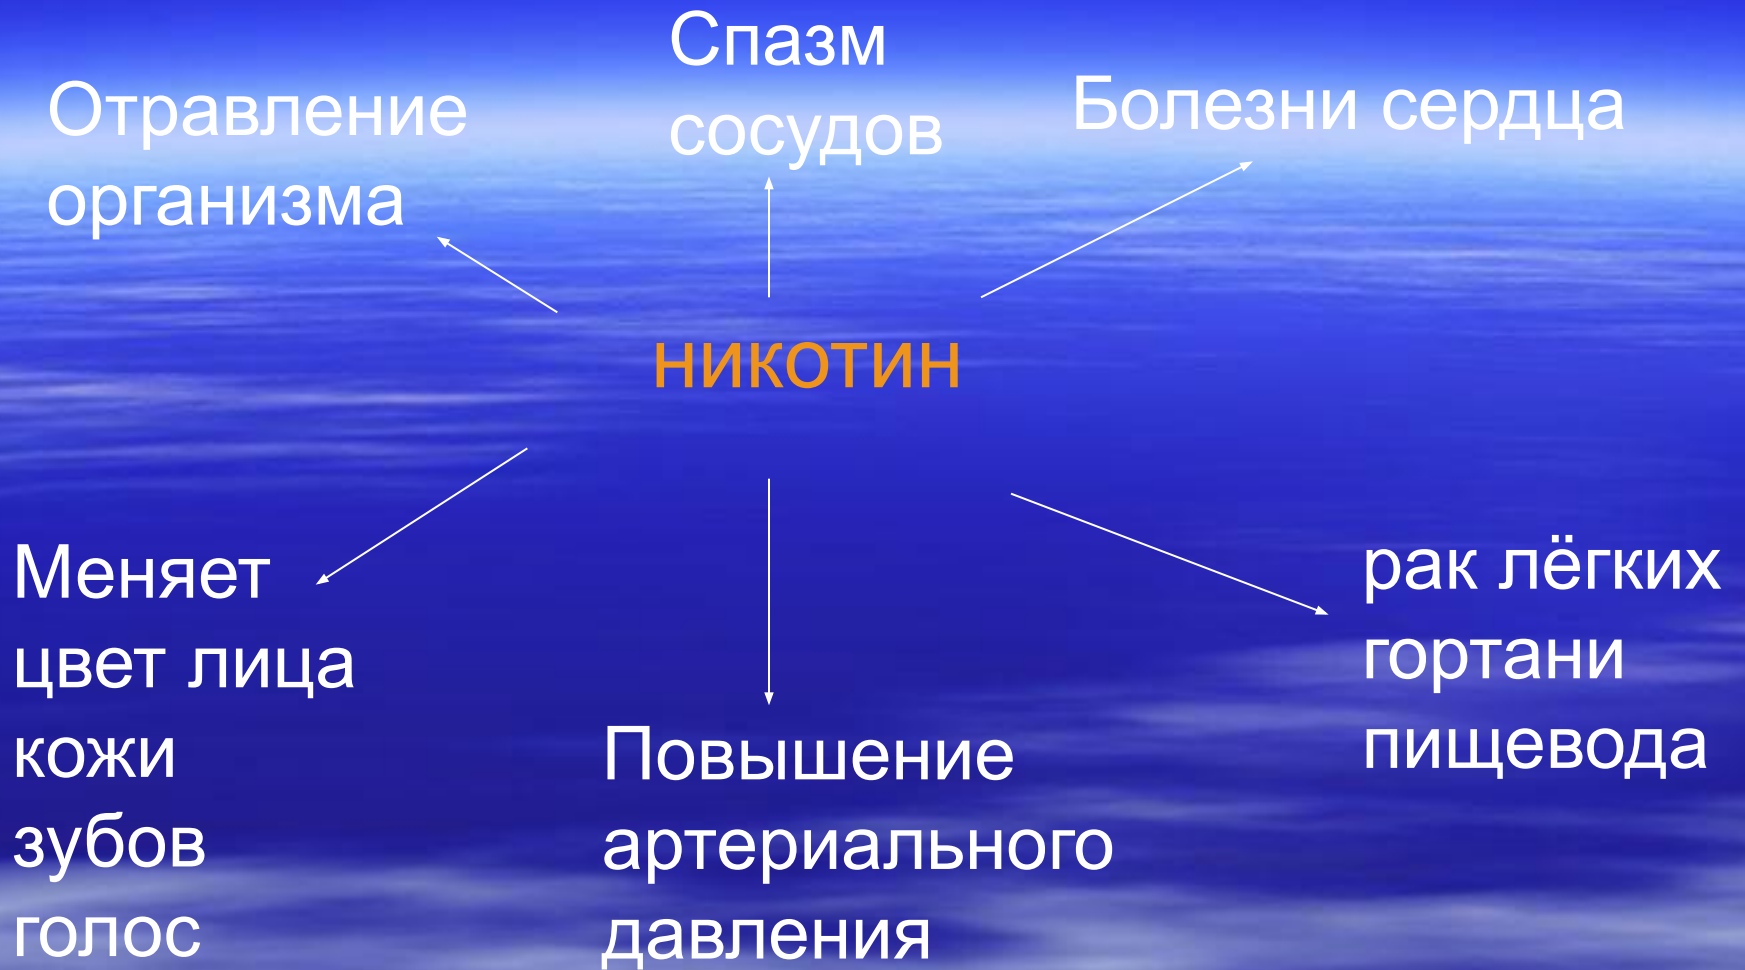 Спазм
сосудов
Отравление
организма
Болезни сердца
никотин
Меняет
цвет лица
кожи
зубов
голос
Повышение
артериального
давления
рак лёгких
гортани
пищевода